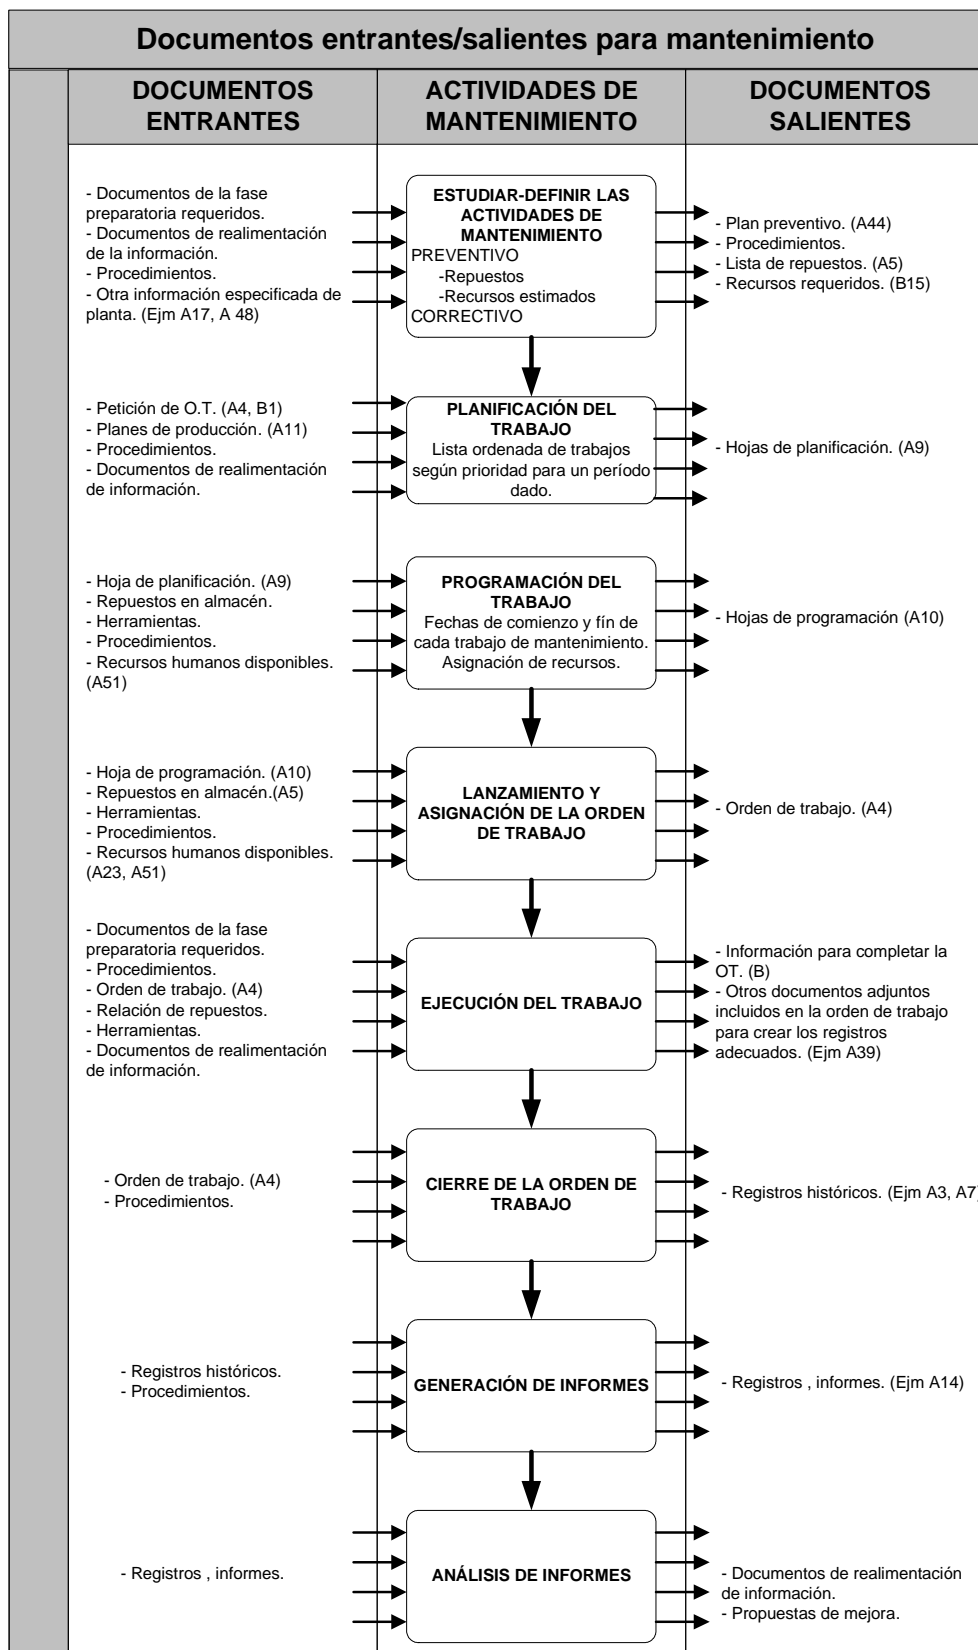 Documentos entrantes/salientes para mantenimiento
DOCUMENTOS
ENTRANTES
ACTIVIDADES DE
MANTENIMIENTO
DOCUMENTOS
SALIENTES
- Documentos de la fase
preparatoria requeridos.
- Documentos de realimentación
de la información.
- Procedimientos.
- Otra información especificada de
planta. (Ejm A17, A 48)
ESTUDIAR-DEFINIR LAS
ACTIVIDADES DE
MANTENIMIENTO
PREVENTIVO
-Repuestos
-Recursos estimados
CORRECTIVO
- Plan preventivo. (A44)
- Procedimientos.
- Lista de repuestos. (A5)
- Recursos requeridos. (B15)
- Petición de O.T. (A4, B1)
- Planes de producción. (A11)
- Procedimientos.
- Documentos de realimentación
de información.
PLANIFICACIÓN DEL
TRABAJO
Lista ordenada de trabajos
según prioridad para un período
dado.
- Hojas de planificación. (A9)
- Hoja de planificación. (A9)
- Repuestos en almacén.
- Herramientas.
- Procedimientos.
- Recursos humanos disponibles.
(A51)
PROGRAMACIÓN DEL
TRABAJO
Fechas de comienzo y fín de
cada trabajo de mantenimiento.
Asignación de recursos.
- Hojas de programación (A10)
- Hoja de programación. (A10)
- Repuestos en almacén.(A5)
- Herramientas.
- Procedimientos.
- Recursos humanos disponibles.
(A23, A51)
LANZAMIENTO Y
ASIGNACIÓN DE LA ORDEN
DE TRABAJO
- Orden de trabajo. (A4)
- Documentos de la fase
preparatoria requeridos.
- Procedimientos.
- Orden de trabajo. (A4)
- Relación de repuestos.
- Herramientas.
- Documentos de realimentación
de información.
EJECUCIÓN DEL TRABAJO
- Información para completar la
OT. (B)
- Otros documentos adjuntos
incluidos en la orden de trabajo
para crear los registros
adecuados. (Ejm A39)
- Orden de trabajo. (A4)
- Procedimientos.
CIERRE DE LA ORDEN DE
TRABAJO
- Registros históricos. (Ejm A3, A7)
- Registros históricos.
- Procedimientos.
GENERACIÓN DE INFORMES
- Registros , informes. (Ejm A14)
- Registros , informes.
ANÁLISIS DE INFORMES
- Documentos de realimentación
de información.
- Propuestas de mejora.